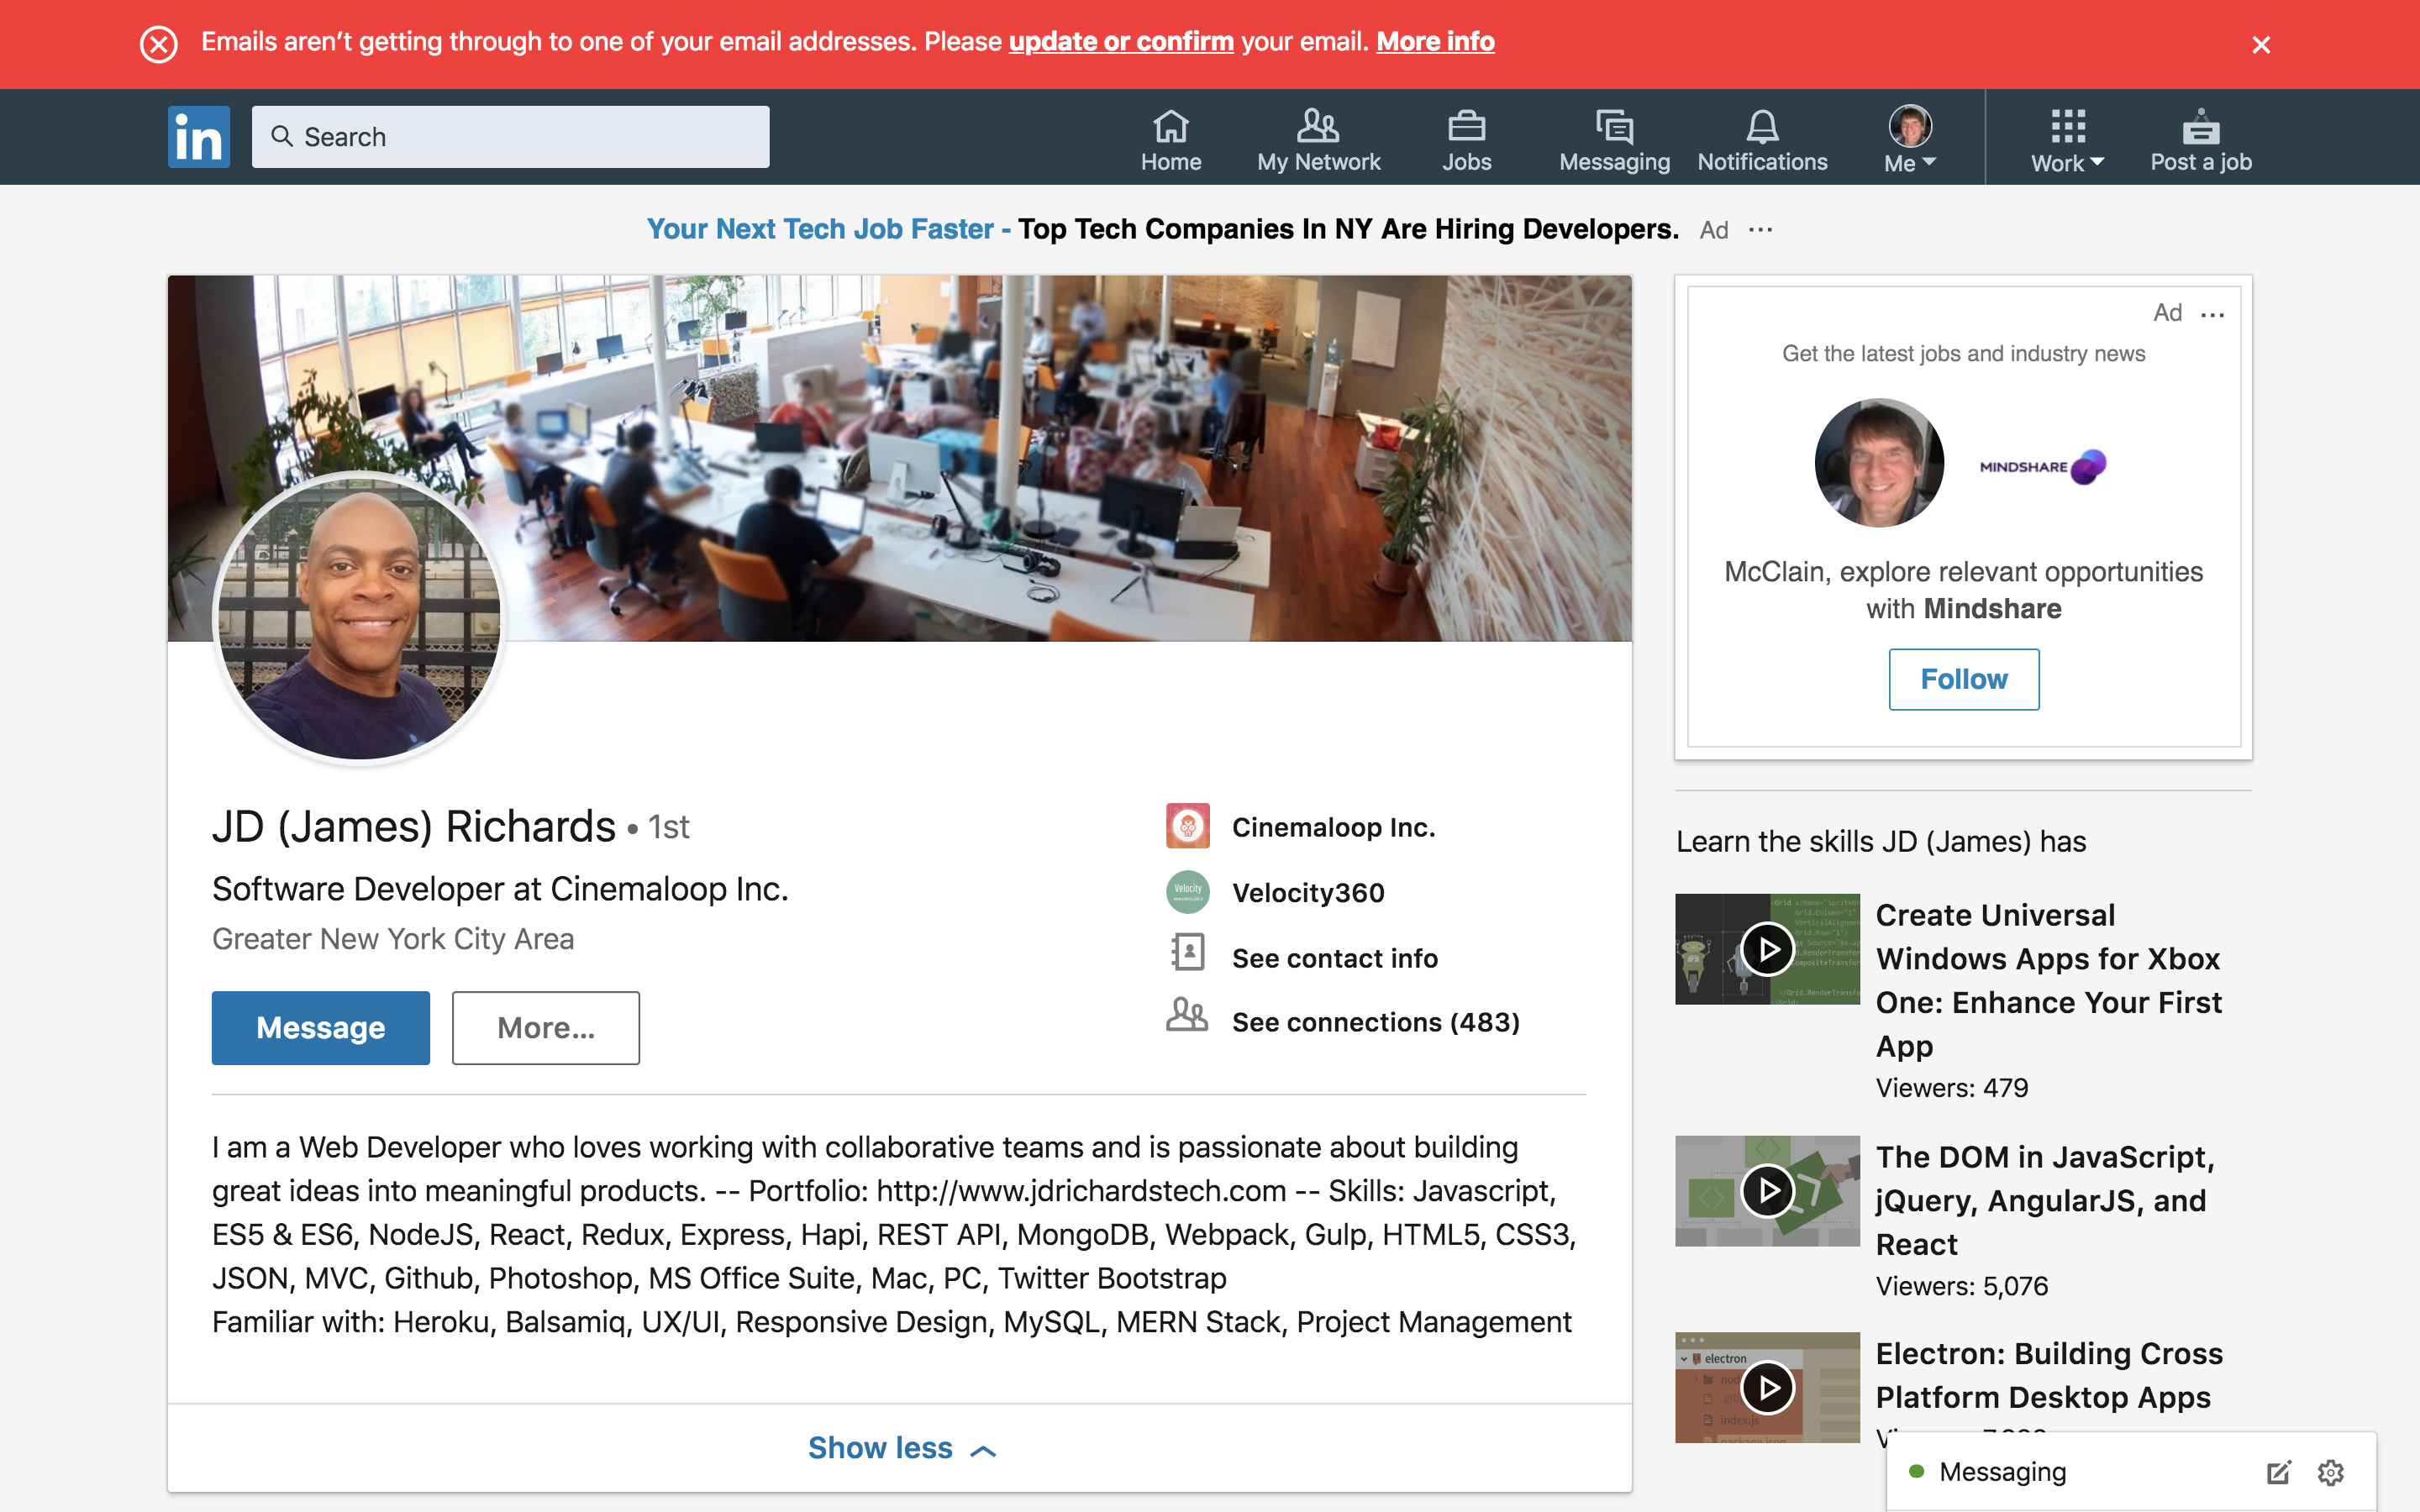 Emails aren’t getting through to one of your email addresses. Please update or confirm your email. More info
in
Search
Home
My Network
Jobs
Messaging
Notifications
Me
Work
Post a job
Your Next Tech Job Faster - Top Tech Companies In NY Are Hiring Developers. Ad
Ad
Get the latest jobs and industry news
MINDSHARE
McClain, explore relevant opportunities
with Mindshare
Follow
JD (James) Richards • 1st
Software Developer at Cinemaloop Inc.
Greater New York City Area
Message
More...
Cinemaloop Inc.
Velocity
Velocity360
See contact info
See connections (483)
I am a Web Developer who loves working with collaborative teams and is passionate about building
great ideas into meaningful products. -- Portfolio: http://www.jdrichardstech.com -- Skills: Javascript,
ES5 & ES6, NodeJS, React, Redux, Express, Hapi, REST API, MongoDB, Webpack, Gulp, HTML5, CSS3,
JSON, MVC, Github, Photoshop, MS Office Suite, Mac, PC, Twitter Bootstrap
Familiar with: Heroku, Balsamiq, UX/UI, Responsive Design, MySQL, MERN Stack, Project Management
Show less
Learn the skills JD (James) has
Create Universal
Windows Apps for Xbox
One: Enhance Your First
App
Viewers: 479
The DOM in JavaScript,
jQuery, AngularJS, and
React
Viewers: 5,076
electron
index.js
package.json
Electron: Building Cross
Platform Desktop Apps
Messaging